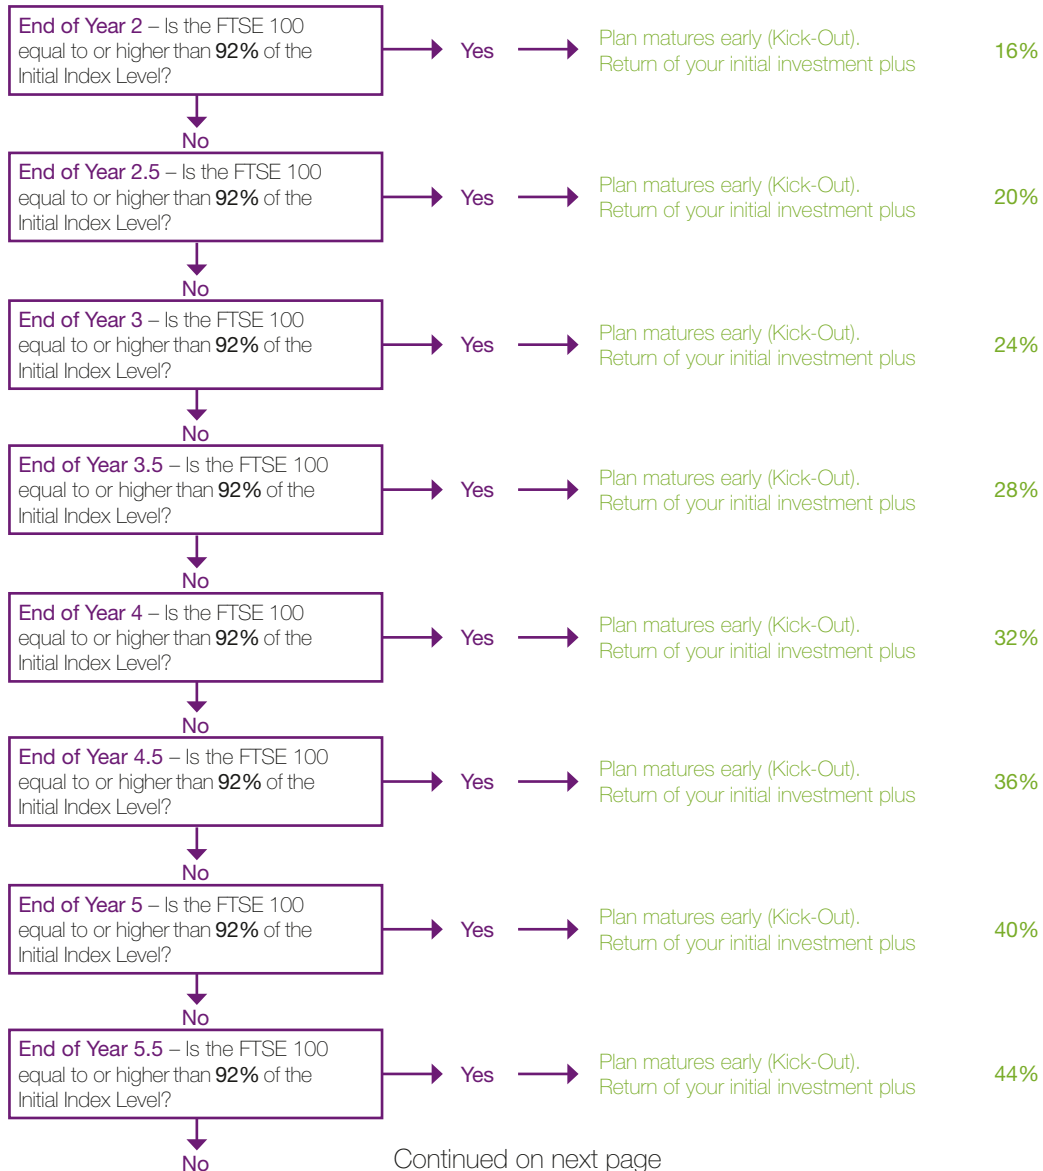 End of Year 2 – Is the FTSE 100
equal to or higher than 92% of the
Initial Index Level?
Yes
Plan matures early (Kick-Out).
Return of your initial investment plus
16%
No
End of Year 2.5 – Is the FTSE 100
equal to or higher than 92% of the
Initial Index Level?
Yes
Plan matures early (Kick-Out).
Return of your initial investment plus
20%
No
End of Year 3 – Is the FTSE 100
equal to or higher than 92% of the
Initial Index Level?
Yes
Plan matures early (Kick-Out).
Return of your initial investment plus
24%
No
End of Year 3.5 – Is the FTSE 100
equal to or higher than 92% of the
Initial Index Level?
Yes
Plan matures early (Kick-Out).
Return of your initial investment plus
28%
No
End of Year 4 – Is the FTSE 100
equal to or higher than 92% of the
Initial Index Level?
Yes
Plan matures early (Kick-Out).
Return of your initial investment plus
32%
No
End of Year 4.5 – Is the FTSE 100
equal to or higher than 92% of the
Initial Index Level?
Yes
Plan matures early (Kick-Out).
Return of your initial investment plus
36%
No
End of Year 5 – Is the FTSE 100
equal to or higher than 92% of the
Initial Index Level?
Yes
Plan matures early (Kick-Out).
Return of your initial investment plus
40%
No
End of Year 5.5 – Is the FTSE 100
equal to or higher than 92% of the
Initial Index Level?
Yes
Plan matures early (Kick-Out).
Return of your initial investment plus
44%
No
Continued on next page